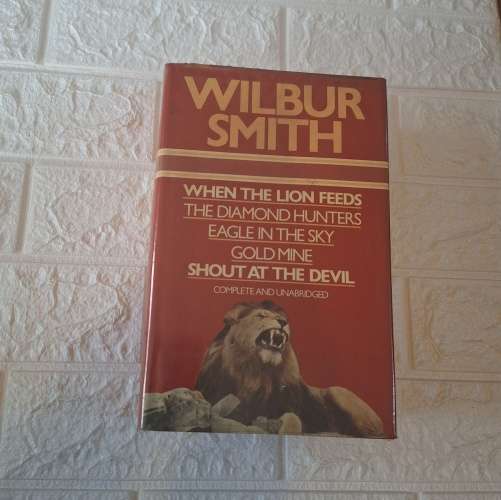 WILBUR
SMITH
WHEN THE LION FEEDS
THE DIAMOND HUNTERS
EAGLE IN THE SKY
GOLD MINE
SHOUT AT THE DEVIL
COMPLETE AND UNABRIDGED